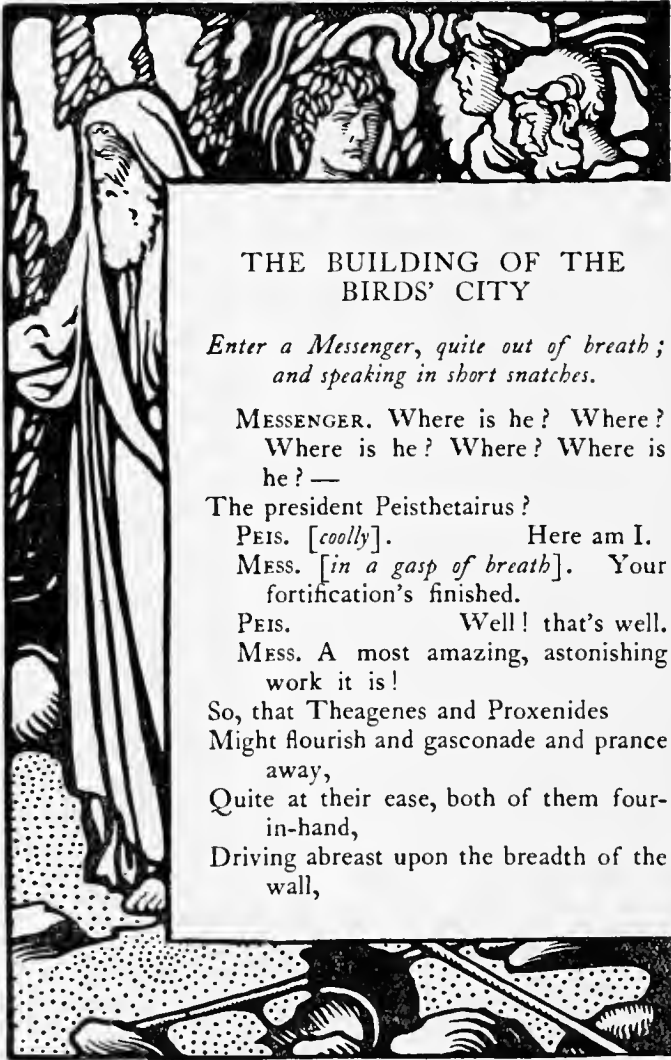 THE BUILDING OF THE
BIRDS' CITY
Enter a Messenger, quite out of breath;
and speaking in short snatches.
MESSENGER. Where is he? Where?
Where is he? Where? Where is
he?—
The president Peisthetairus?
PEIS. [coolly]. Here am I.
MESS. [in a gasp of breath]. Your
fortification's finished.
PEIS. Well! that's well.
MESS. A most amazing, astonishing
work it is!
So, that Theagenes and Proxenides
Might flourish and gasconade and prance
away,
Quite at their ease, both of them four-
in-hand,
Driving abreast upon the breadth of the
wall,